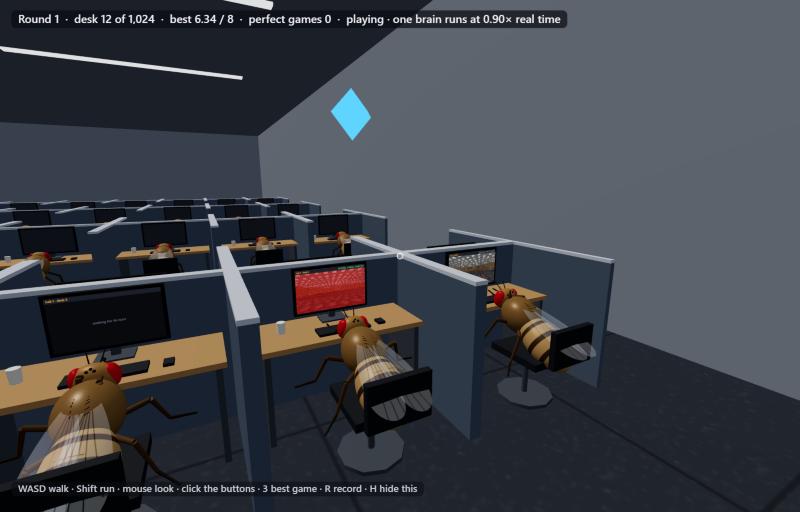 Round 1 · desk 12 of 1,024 · best 6.34 / 8 · perfect games 0 · playing · one brain runs at 0.90× real time
WASD walk · Shift run · mouse look · click the buttons · 3 best game · R record · H hide this